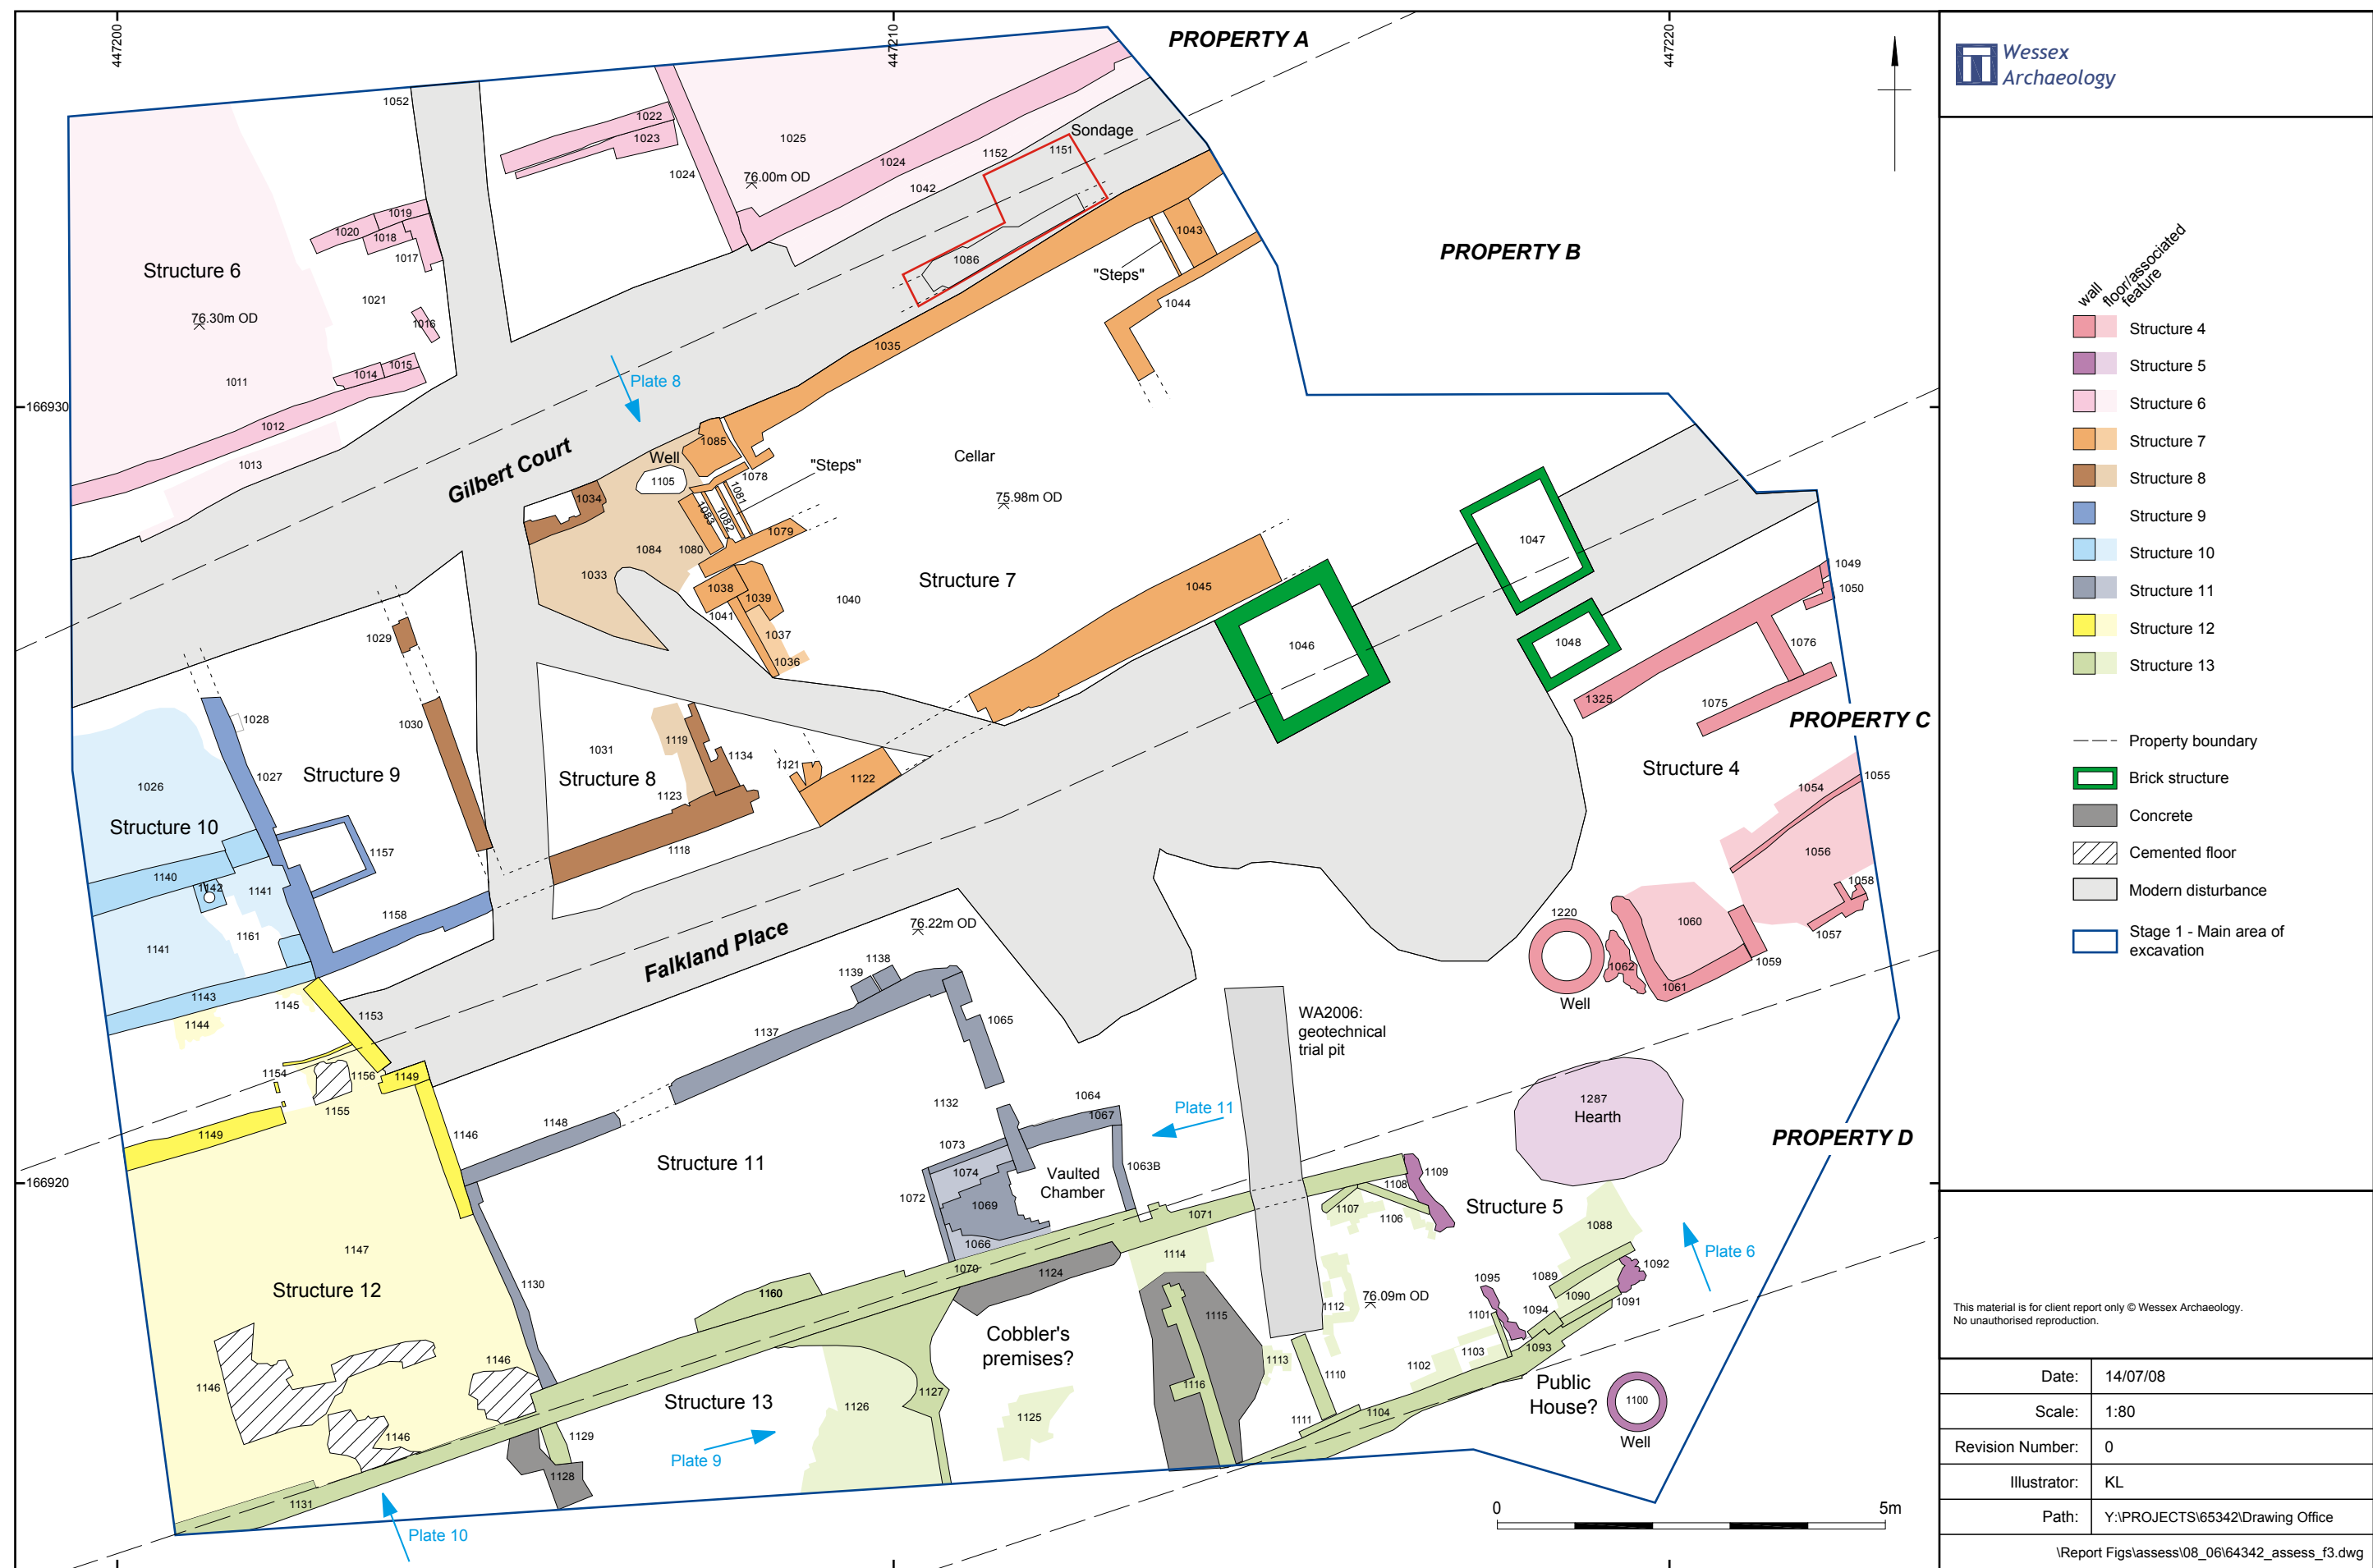 447200
447210
447220
PROPERTY A
1052
1022
1023
1024
1025
76.00m OD
1024
1042
1152
Sondage
1151
1086
1043
"Steps"
1044
PROPERTY B
1019
1020
1018
1017
Structure 6
1021
76.30m OD
1016
1015
1014
1011
1012
1013
166930
1035
Plate 8
Gilbert Court
1085
Well
1105
1078
"Steps"
1034
1081
1083
1082
1079
1084
1080
1033
1038
1039
1041
1037
1036
1040
Cellar
75.98m OD
Structure 7
1045
1047
1046
1048
1049
1050
1076
1325
1075
PROPERTY C
Structure 4
1029
1028
1030
1027
Structure 9
1026
Structure 10
1157
1140
1142
1141
1141
1161
1158
1143
1031
Structure 8
1119
1134
1123
1118
1121
1122
Falkland Place
76.22m OD
1054
1055
1056
1058
1057
1060
1220
1062
1061
1059
Well
1145
1144
1153
1154
1156
1155
1149
1149
1146
1148
1137
1139
1138
1065
WA2006:
geotechnical
trial pit
1132
1064
1067
Plate 11
1073
1074
Vaulted
Chamber
1063B
1072
1069
1066
Structure 11
166920
1287
Hearth
PROPERTY D
1109
1108
1107
1106
Structure 5
1071
1070
1114
1124
1088
Plate 6
1092
1089
1090
1091
1095
1094
1101
1093
1103
1102
1112
76.09m OD
1147
Structure 12
1130
1160
Cobbler's
premises?
1115
1116
1113
1110
1111
1104
Public
House?
1100
Well
1146
1146
1146
Structure 13
1126
1127
1125
1129
1128
1131
Plate 9
Plate 10
0
5m
Wessex
Archaeology
wall
floor/associated
feature
Structure 4
Structure 5
Structure 6
Structure 7
Structure 8
Structure 9
Structure 10
Structure 11
Structure 12
Structure 13
Property boundary
Brick structure
Concrete
Cemented floor
Modern disturbance
Stage 1 - Main area of
excavation
This material is for client report only © Wessex Archaeology.
No unauthorised reproduction.
Date: 14/07/08
Scale: 1:80
Revision Number: 0
Illustrator: KL
Path: Y:\PROJECTS\65342\Drawing Office
\Report Figs\assess\08_06\64342_assess_f3.dwg